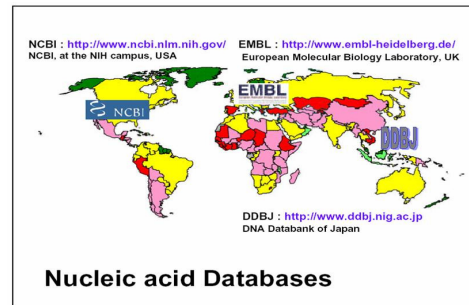 NCBI : http://www.ncbi.nlm.nih.gov/
NCBI, at the NIH campus, USA
EMBL : http://www.embl-heidelberg.de/
European Molecular Biology Laboratory, UK
NCBI
EMBL
DDBJ
DDBJ : http://www.ddbj.nig.ac.jp
DNA Databank of Japan
Nucleic acid Databases